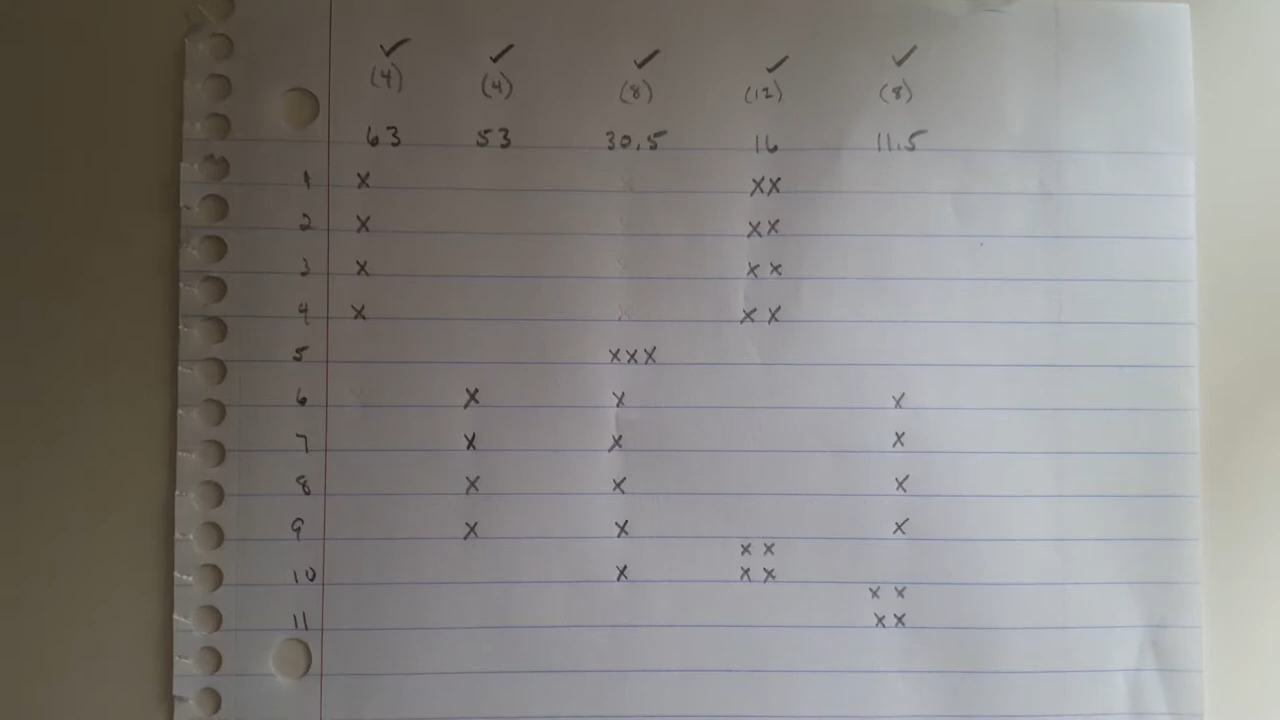 ✓ ✓ ✓ ✓ ✓
(4) (4) (8) (12) (8)
63 53 30.5 16 11.5
1 X XX
2 X XX
3 X XX
4 X XX
5 XXX
6 X X X
7 X X X
8 X X X
9 X X X
XX
10 X XX
XX
11 XX